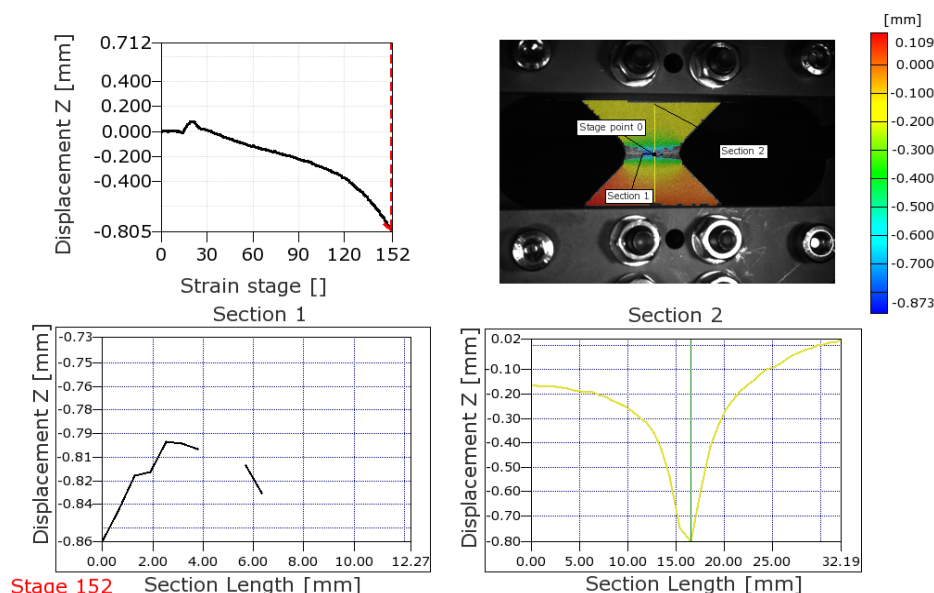 [mm]
0.712
0.400
0.200
0.000
-0.200
-0.400
-0.805
Displacement Z [mm]
0 30 60 90 120 152
Strain stage []
Stage point 0
Section 2
Section 1
0.109
0.000
-0.100
-0.200
-0.300
-0.400
-0.500
-0.600
-0.700
-0.873
Section 1
-0.73
-0.75
-0.76
-0.78
-0.79
-0.81
-0.82
-0.84
-0.86
Displacement Z [mm]
0.00 2.00 4.00 6.00 8.00 10.00 12.27
Section Length [mm]
Section 2
0.02
-0.10
-0.20
-0.30
-0.40
-0.50
-0.60
-0.70
-0.80
Displacement Z [mm]
0.00 5.00 10.00 15.00 20.00 25.00 32.19
Section Length [mm]
Stage 152